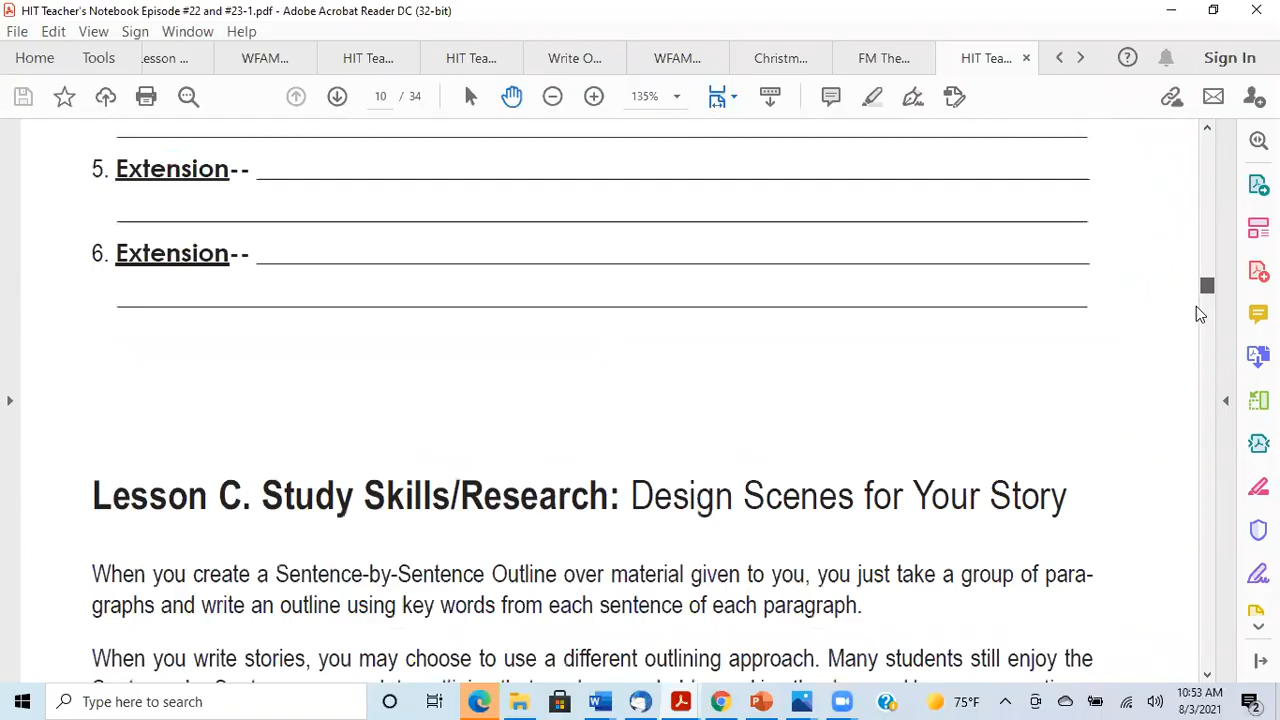 HIT Teacher's Notebook Episode #22 and #23-1.pdf - Adobe Acrobat Reader DC (32-bit)
File Edit View Sign Window Help
Home Tools Lesson ... WFAM... HIT Tea... HIT Tea... Write O... WFAM... Christm... FM The... HIT Tea... × Sign In
10 / 34 135%
5. Extension--
6. Extension--
Lesson C. Study Skills/Research: Design Scenes for Your Story
When you create a Sentence-by-Sentence Outline over material given to you, you just take a group of para-
graphs and write an outline using key words from each sentence of each paragraph.
When you write stories, you may choose to use a different outlining approach. Many students still enjoy the
Type here to search 75°F 10:53 AM
8/3/2021 2